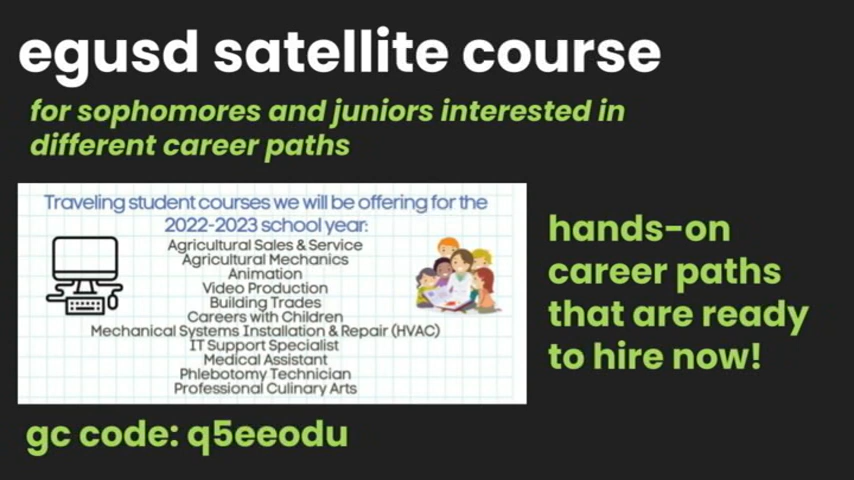 egusd satellite course
for sophomores and juniors interested in
different career paths
Traveling student courses we will be offering for the
2022-2023 school year:
Agricultural Sales & Service
Agricultural Mechanics
Animation
Video Production
Building Trades
Careers with Children
Mechanical Systems Installation & Repair (HVAC)
IT Support Specialist
Medical Assistant
Phlebotomy Technician
Professional Culinary Arts
hands-on
career paths
that are ready
to hire now!
gc code: q5eeodu